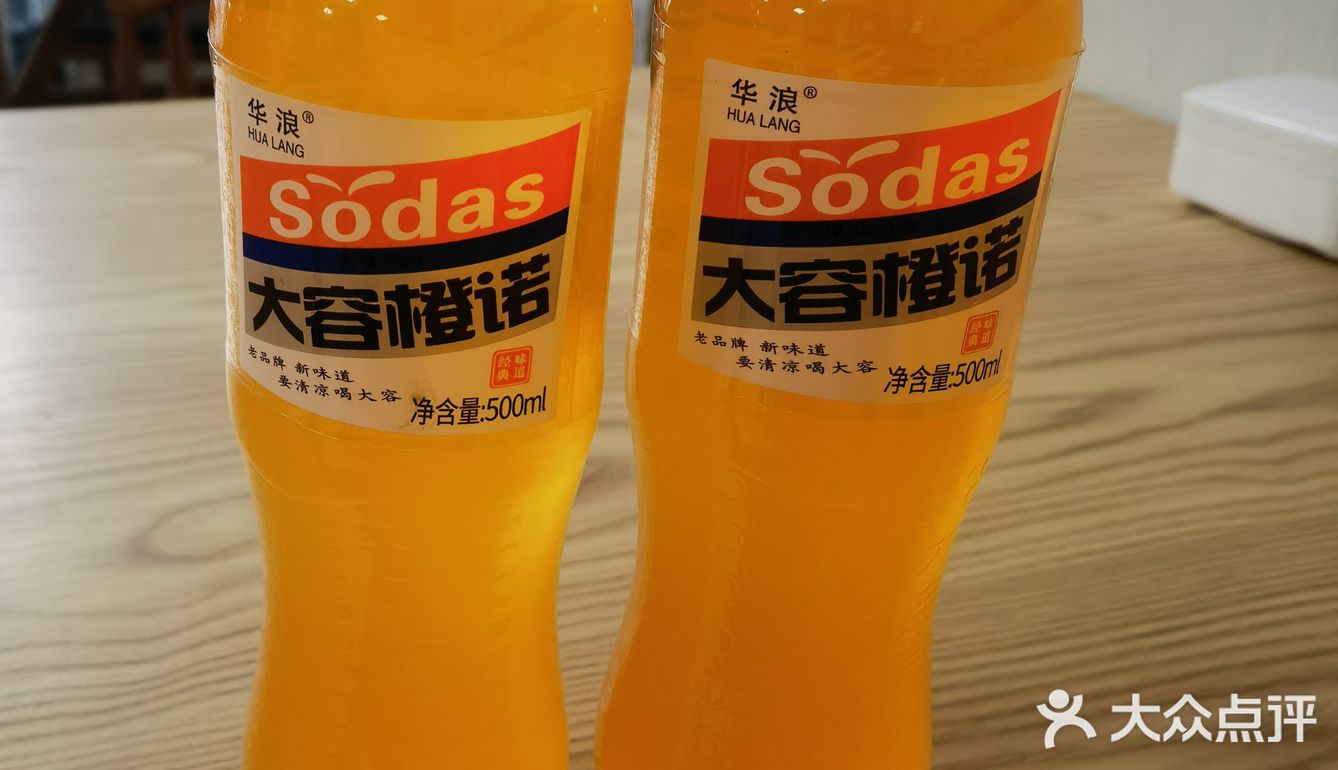 华浪®
HUA LANG
Sodas
大容橙诺
老品牌 新味道
要清凉喝大容
经典味道
净含量:500ml
华浪®
HUA LANG
Sodas
大容橙诺
老品牌 新味道
要清凉喝大容
经典味道
净含量:500ml
大众点评